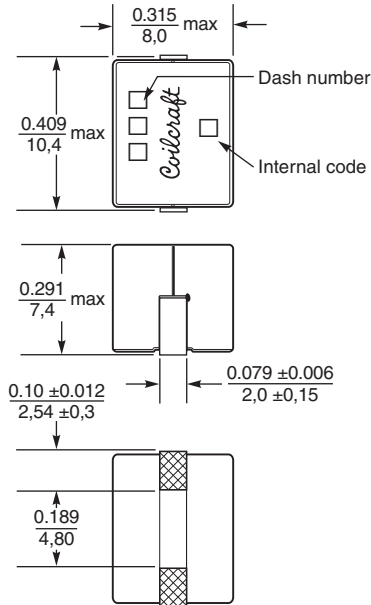 0.315
8,0 max
Dash number
0.409
10,4 max
Coilcraft
Internal code
0.291
7,4 max
0.079 ±0.006
2,0 ±0,15
0.10 ±0.012
2,54 ±0,3
0.189
4,80